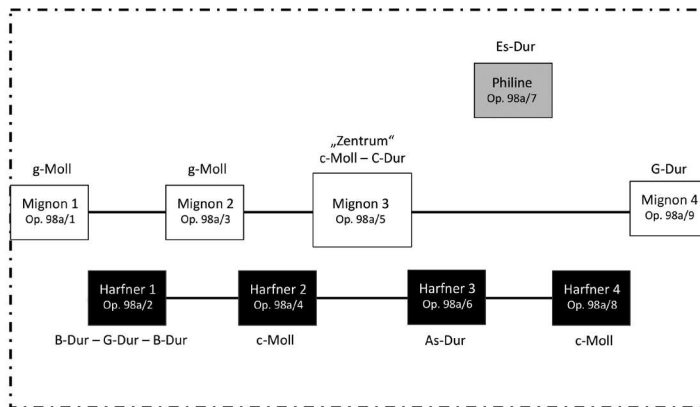 Es-Dur
Philine
Op. 98a/7
„Zentrum“
c-Moll – C-Dur
g-Moll
g-Moll
G-Dur
Mignon 1
Op. 98a/1
Mignon 2
Op. 98a/3
Mignon 3
Op. 98a/5
Mignon 4
Op. 98a/9
Harfner 1
Op. 98a/2
Harfner 2
Op. 98a/4
Harfner 3
Op. 98a/6
Harfner 4
Op. 98a/8
B-Dur – G-Dur – B-Dur
c-Moll
As-Dur
c-Moll